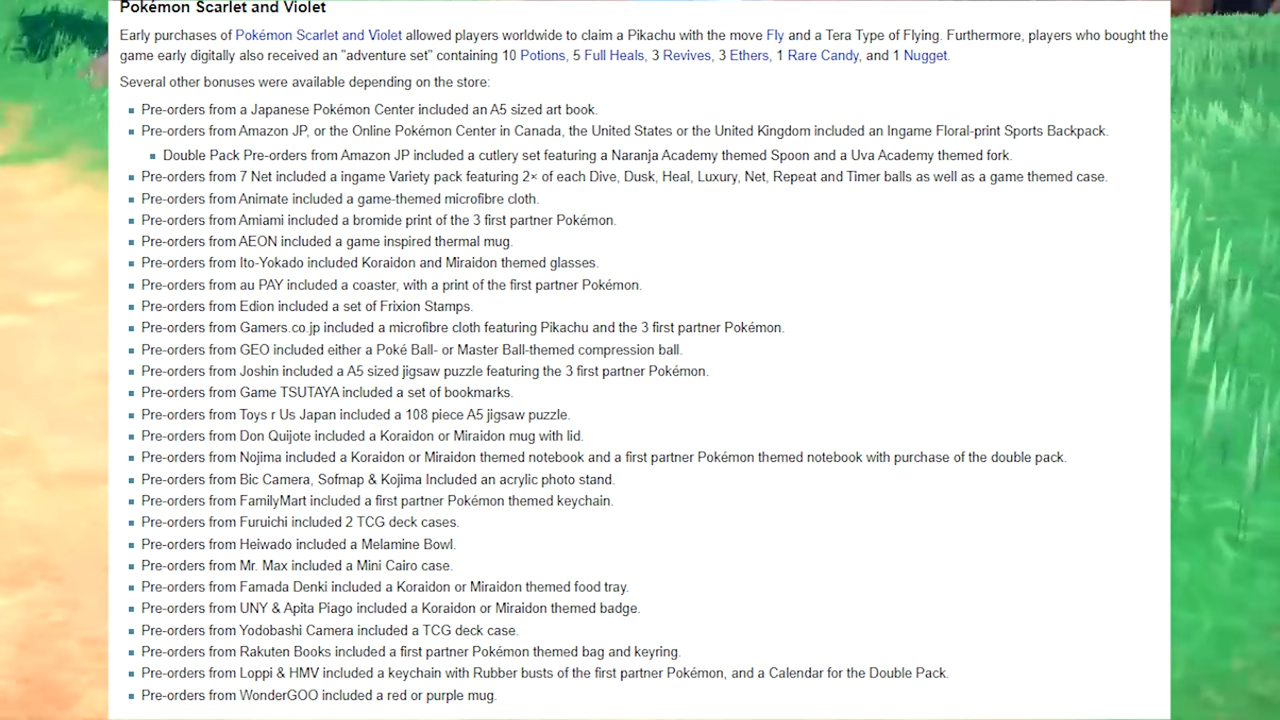 Pokémon Scarlet and Violet
Early purchases of Pokémon Scarlet and Violet allowed players worldwide to claim a Pikachu with the move Fly and a Tera Type of Flying. Furthermore, players who bought the
game early digitally also received an "adventure set" containing 10 Potions, 5 Full Heals, 3 Revives, 3 Ethers, 1 Rare Candy, and 1 Nugget.
Several other bonuses were available depending on the store:
Pre-orders from a Japanese Pokémon Center included an A5 sized art book.
Pre-orders from Amazon JP, or the Online Pokémon Center in Canada, the United States or the United Kingdom included an Ingame Floral-print Sports Backpack.
Double Pack Pre-orders from Amazon JP included a cutlery set featuring a Naranja Academy themed Spoon and a Uva Academy themed fork.
Pre-orders from 7 Net included a ingame Variety pack featuring 2× of each Dive, Dusk, Heal, Luxury, Net, Repeat and Timer balls as well as a game themed case.
Pre-orders from Animate included a game-themed microfibre cloth.
Pre-orders from Amiami included a bromide print of the 3 first partner Pokémon.
Pre-orders from AEON included a game inspired thermal mug.
Pre-orders from Ito-Yokado included Koraidon and Miraidon themed glasses.
Pre-orders from au PAY included a coaster, with a print of the first partner Pokémon.
Pre-orders from Edion included a set of Frixion Stamps.
Pre-orders from Gamers.co.jp included a microfibre cloth featuring Pikachu and the 3 first partner Pokémon.
Pre-orders from GEO included either a Poké Ball- or Master Ball-themed compression ball.
Pre-orders from Joshin included a A5 sized jigsaw puzzle featuring the 3 first partner Pokémon.
Pre-orders from Game TSUTAYA included a set of bookmarks.
Pre-orders from Toys r Us Japan included a 108 piece A5 jigsaw puzzle.
Pre-orders from Don Quijote included a Koraidon or Miraidon mug with lid.
Pre-orders from Nojima included a Koraidon or Miraidon themed notebook and a first partner Pokémon themed notebook with purchase of the double pack.
Pre-orders from Bic Camera, Sofmap & Kojima Included an acrylic photo stand.
Pre-orders from FamilyMart included a first partner Pokémon themed keychain.
Pre-orders from Furuichi included 2 TCG deck cases.
Pre-orders from Heiwado included a Melamine Bowl.
Pre-orders from Mr. Max included a Mini Cairo case.
Pre-orders from Famada Denki included a Koraidon or Miraidon themed food tray.
Pre-orders from UNY & Apita Piago included a Koraidon or Miraidon themed badge.
Pre-orders from Yodobashi Camera included a TCG deck case.
Pre-orders from Rakuten Books included a first partner Pokémon themed bag and keyring.
Pre-orders from Loppi & HMV included a keychain with Rubber busts of the first partner Pokémon, and a Calendar for the Double Pack.
Pre-orders from WonderGOO included a red or purple mug.